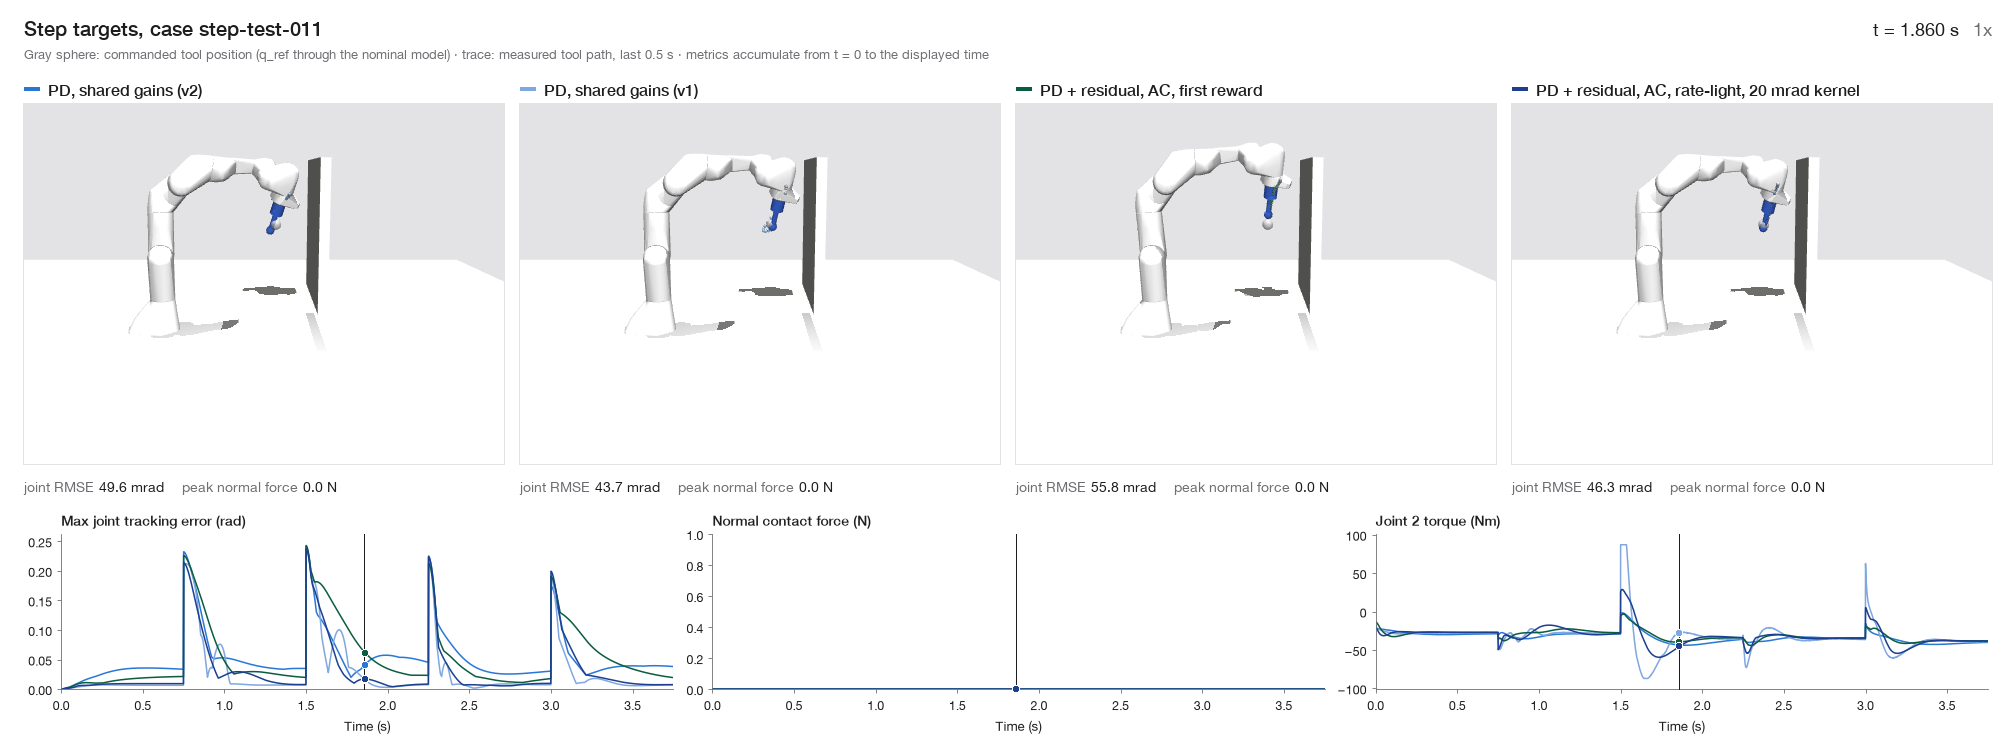 Step targets, case step-test-011
t = 1.860 s 1x
Gray sphere: commanded tool position (q_ref through the nominal model) · trace: measured tool path, last 0.5 s · metrics accumulate from t = 0 to the displayed time
PD, shared gains (v2)
PD, shared gains (v1)
PD + residual, AC, first reward
PD + residual, AC, rate-light, 20 mrad kernel
joint RMSE 49.6 mrad peak normal force 0.0 N
joint RMSE 43.7 mrad peak normal force 0.0 N
joint RMSE 55.8 mrad peak normal force 0.0 N
joint RMSE 46.3 mrad peak normal force 0.0 N
Max joint tracking error (rad)
0.25
0.20
0.15
0.10
0.05
0.00
0.0 0.5 1.0 1.5 2.0 2.5 3.0 3.5
Time (s)
Normal contact force (N)
1.0
0.8
0.6
0.4
0.2
0.0
0.0 0.5 1.0 1.5 2.0 2.5 3.0 3.5
Time (s)
Joint 2 torque (Nm)
100
50
0
−50
−100
0.0 0.5 1.0 1.5 2.0 2.5 3.0 3.5
Time (s)